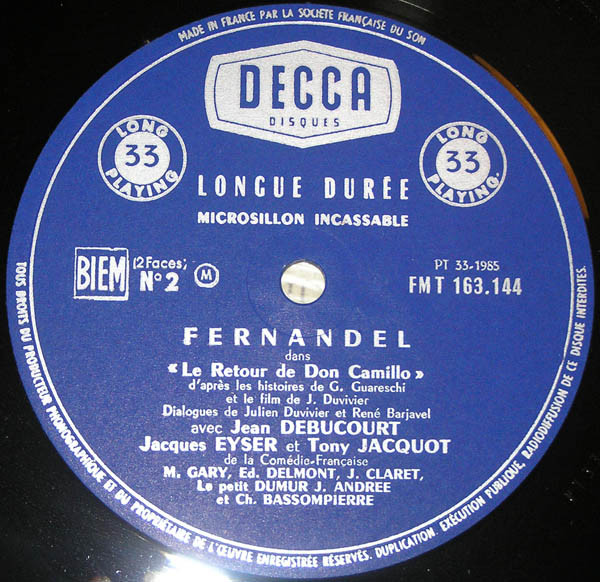 MADE IN FRANCE PAR LA SOCIÉTÉ FRANÇAISE DU SON
DECCA
DISQUES
LONG
33
PLAYING
LONG
33
PLAYING
LONGUE DURÉE
MICROSILLON INCASSABLE
BIEM
(2 Faces)
N° 2
M
PT 33-1985
FMT 163.144
FERNANDEL
dans
« Le Retour de Don Camillo »
d'après les histoires de G. Guareschi
et le film de J. Duvivier
Dialogues de Julien Duvivier et René Barjavel
avec Jean DEBUCOURT
Jacques EYSER et Tony JACQUOT
de la Comédie-Française
M. GARY, Ed. DELMONT, J. CLARET,
Le petit DUMUR J. ANDREE
et Ch. BASSOMPIERRE
TOUS DROITS DU PRODUCTEUR PHONOGRAPHIQUE ET DU PROPRIÉTAIRE DE L'ŒUVRE ENREGISTRÉE RÉSERVÉS. DUPLICATION, EXÉCUTION PUBLIQUE, RADIODIFFUSION DE CE DISQUE INTERDITES.